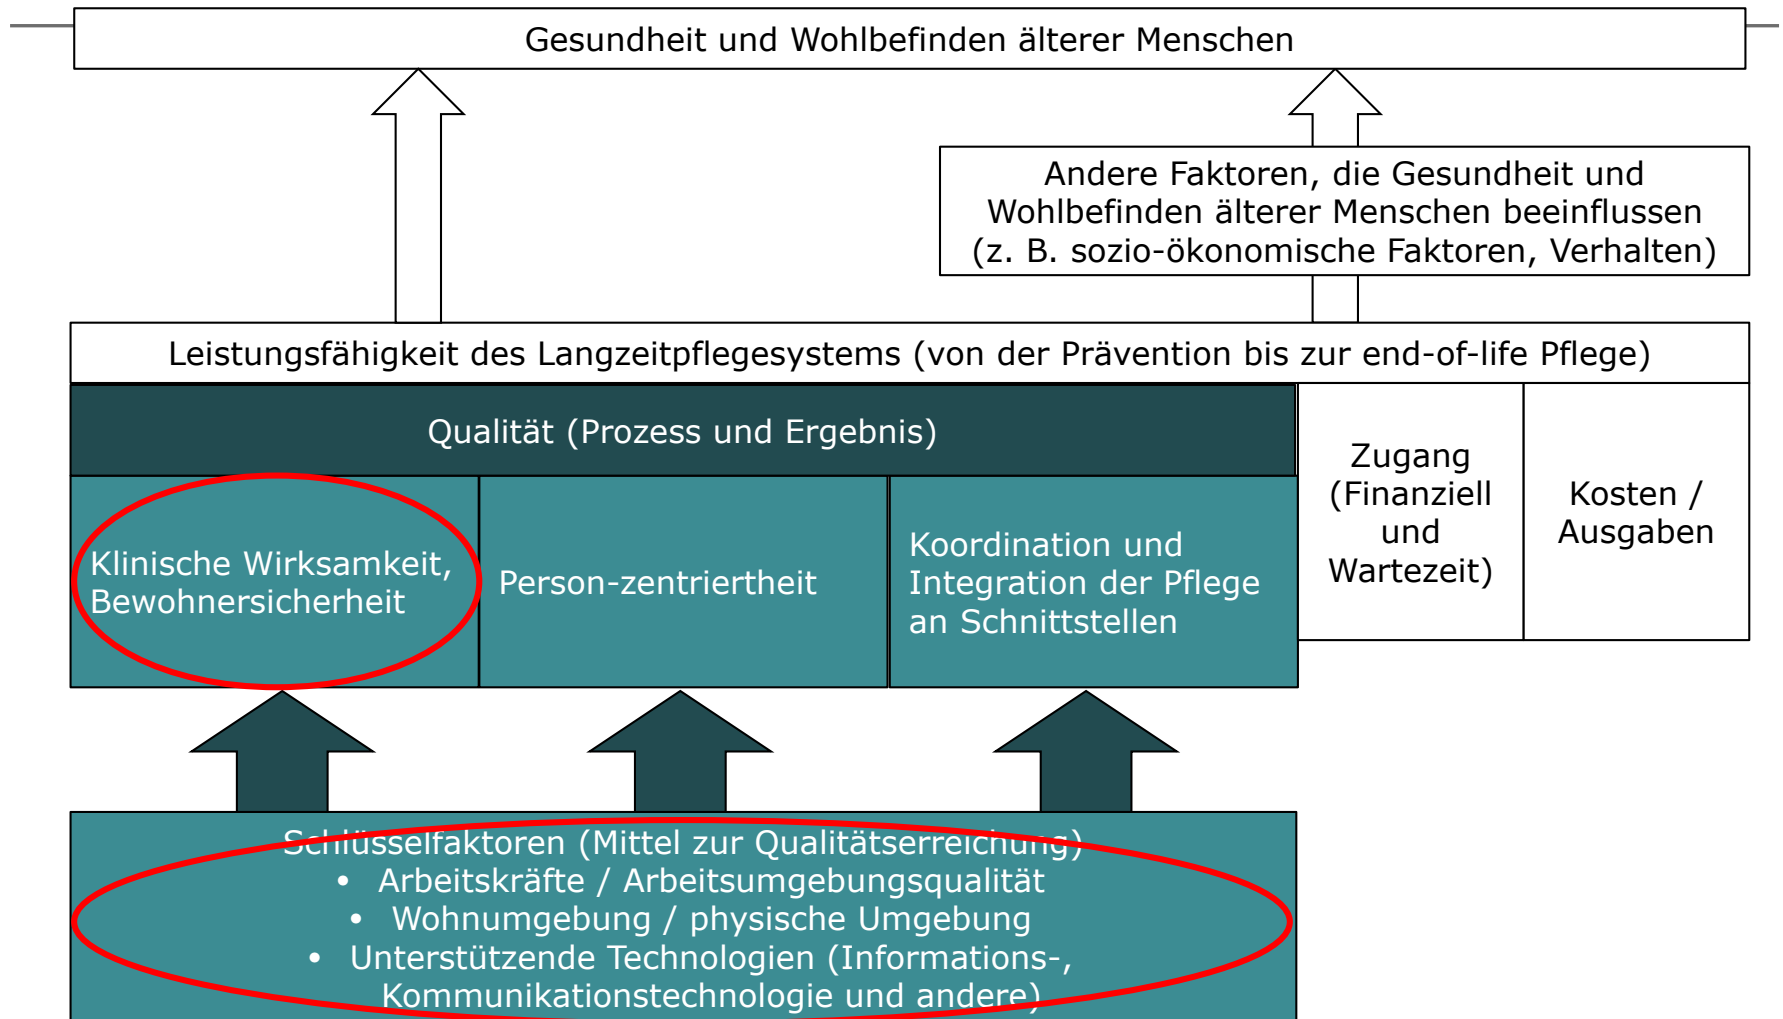 Gesundheit und Wohlbefinden älterer Menschen
Andere Faktoren, die Gesundheit und
Wohlbefinden älterer Menschen beeinflussen
(z. B. sozio-ökonomische Faktoren, Verhalten)
Leistungsfähigkeit des Langzeitpflegesystems (von der Prävention bis zur end-of-life Pflege)
Qualität (Prozess und Ergebnis)
Klinische Wirksamkeit,
Bewohnersicherheit
Person-zentriertheit
Koordination und
Integration der Pflege
an Schnittstellen
Zugang
(Finanziell
und
Wartezeit)
Kosten /
Ausgaben
Schlüsselfaktoren (Mittel zur Qualitätserreichung)
• Arbeitskräfte / Arbeitsumgebungsqualität
• Wohnumgebung / physische Umgebung
• Unterstützende Technologien (Informations-,
Kommunikationstechnologie und andere)